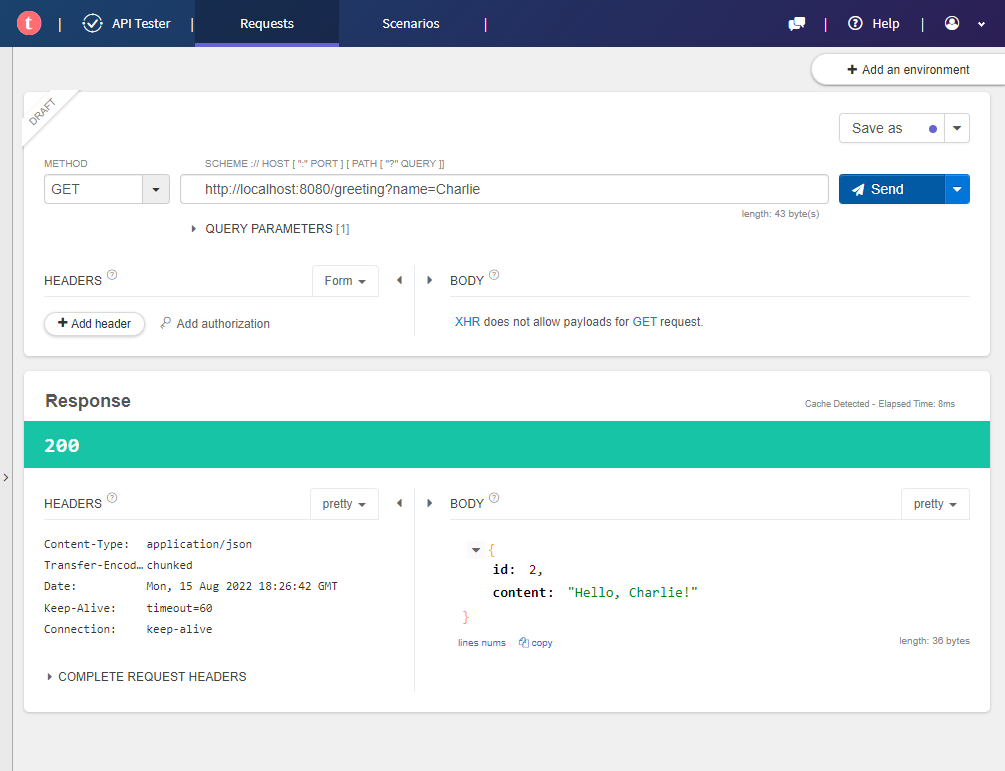 t | API Tester | Requests Scenarios | | Help |
+ Add an environment
DRAFT
Save as
METHOD SCHEME :// HOST [ ":" PORT ] [ PATH [ "?" QUERY ]]
GET http://localhost:8080/greeting?name=Charlie Send
length: 43 byte(s)
QUERY PARAMETERS [1]
HEADERS ? Form BODY ?
+ Add header Add authorization XHR does not allow payloads for GET request.
Response
Cache Detected - Elapsed Time: 8ms
200
HEADERS ? pretty BODY ? pretty
Content-Type: application/json
Transfer-Encod… chunked
Date: Mon, 15 Aug 2022 18:26:42 GMT
Keep-Alive: timeout=60
Connection: keep-alive
COMPLETE REQUEST HEADERS
{
id: 2,
content: "Hello, Charlie!"
}
lines nums copy length: 36 bytes